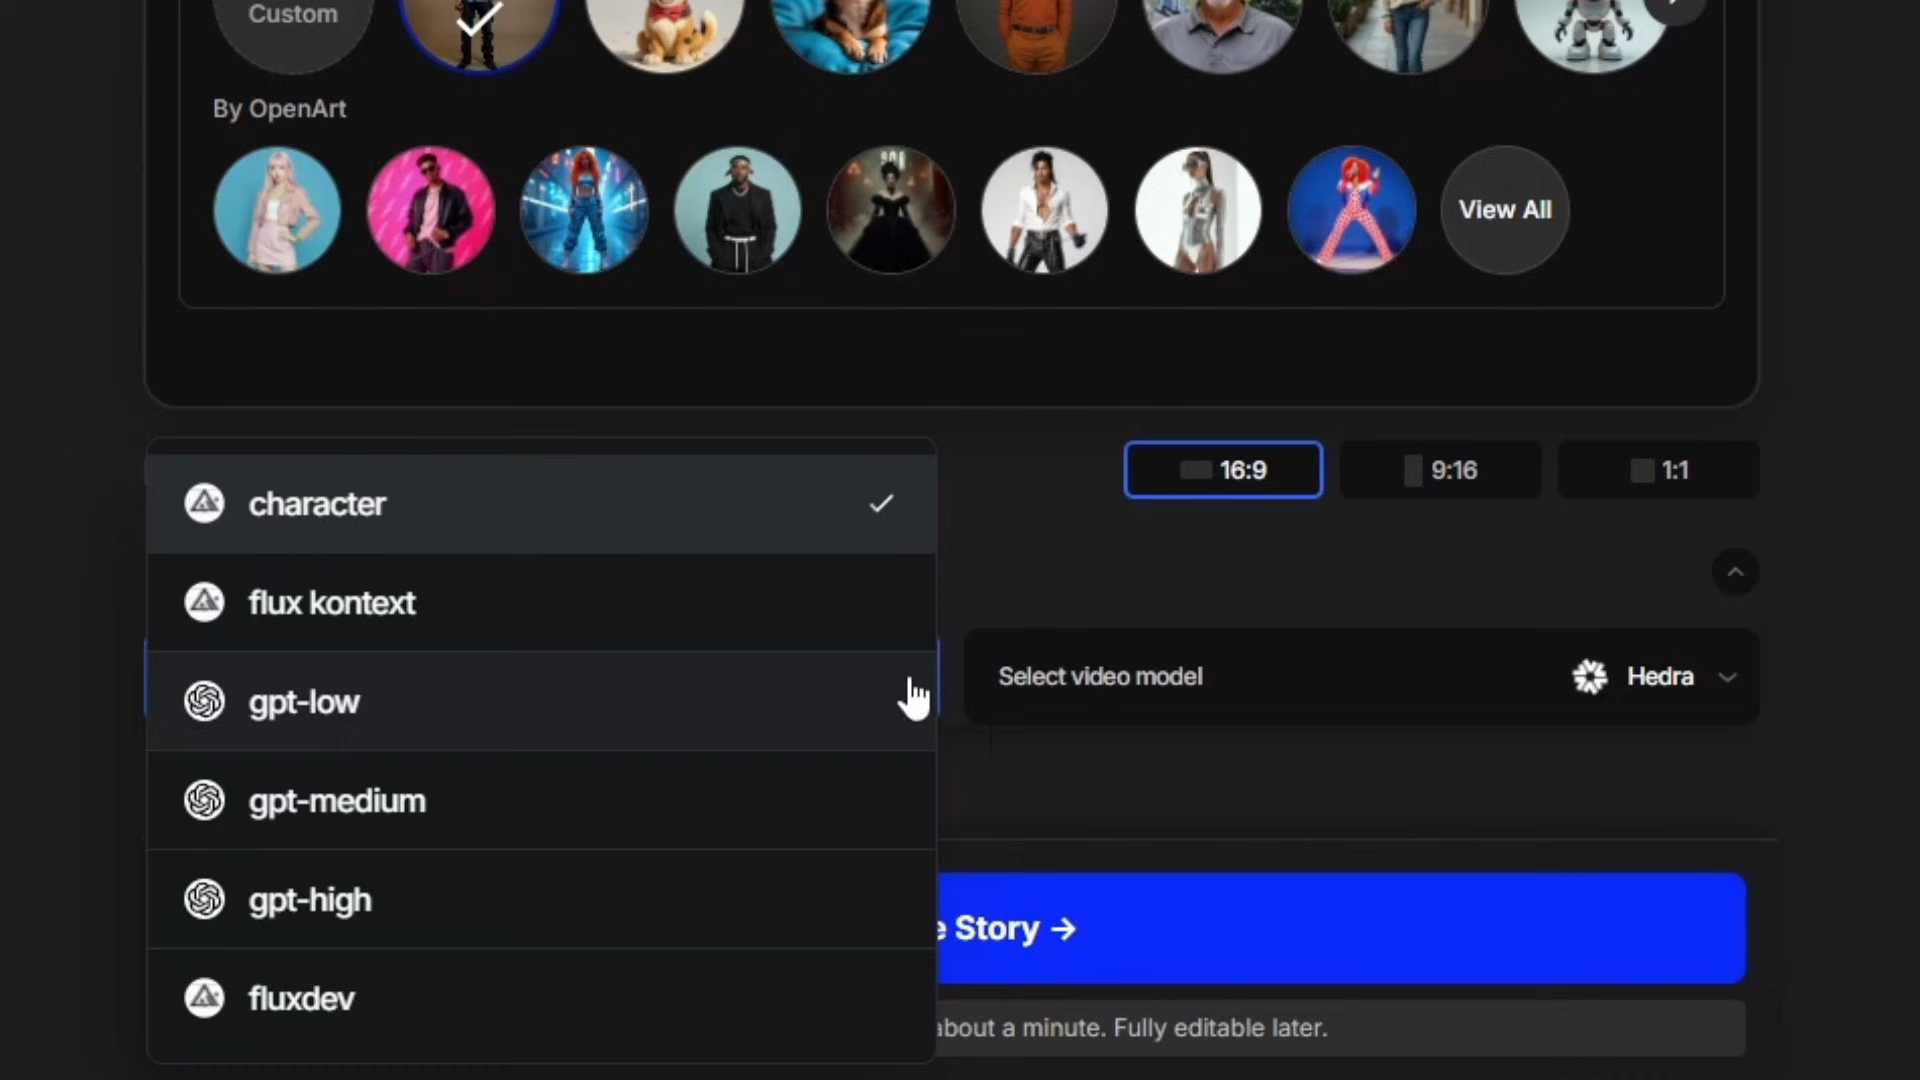 Custom
By OpenArt
View All
character
16:9
9:16
1:1
flux kontext
gpt-low
Select video model
Hedra
gpt-medium
gpt-high
Story →
fluxdev
about a minute. Fully editable later.